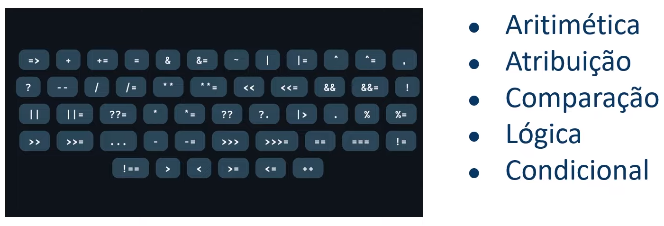 => + += = & &= ~ | |= ^ ^= ,
? -- / /= ** **= << <<= && &&= !
|| ||= ??= * *= ?? ?. |> . % %=
>> >>= ... - -= >>> >>>= == === !=
!== > < >= <= ++
Aritimética
Atribuição
Comparação
Lógica
Condicional